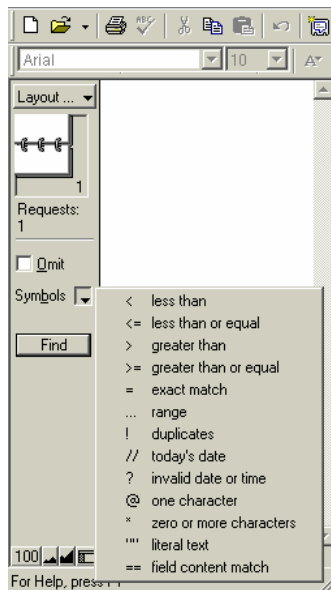 ABC
Arial 10 A
Layout ...
1
Requests:
1
Omit
Symbols
< less than
<= less than or equal
Find
> greater than
>= greater than or equal
= exact match
... range
! duplicates
// today's date
? invalid date or time
@ one character
* zero or more characters
"" literal text
100
== field content match
For Help, press F1